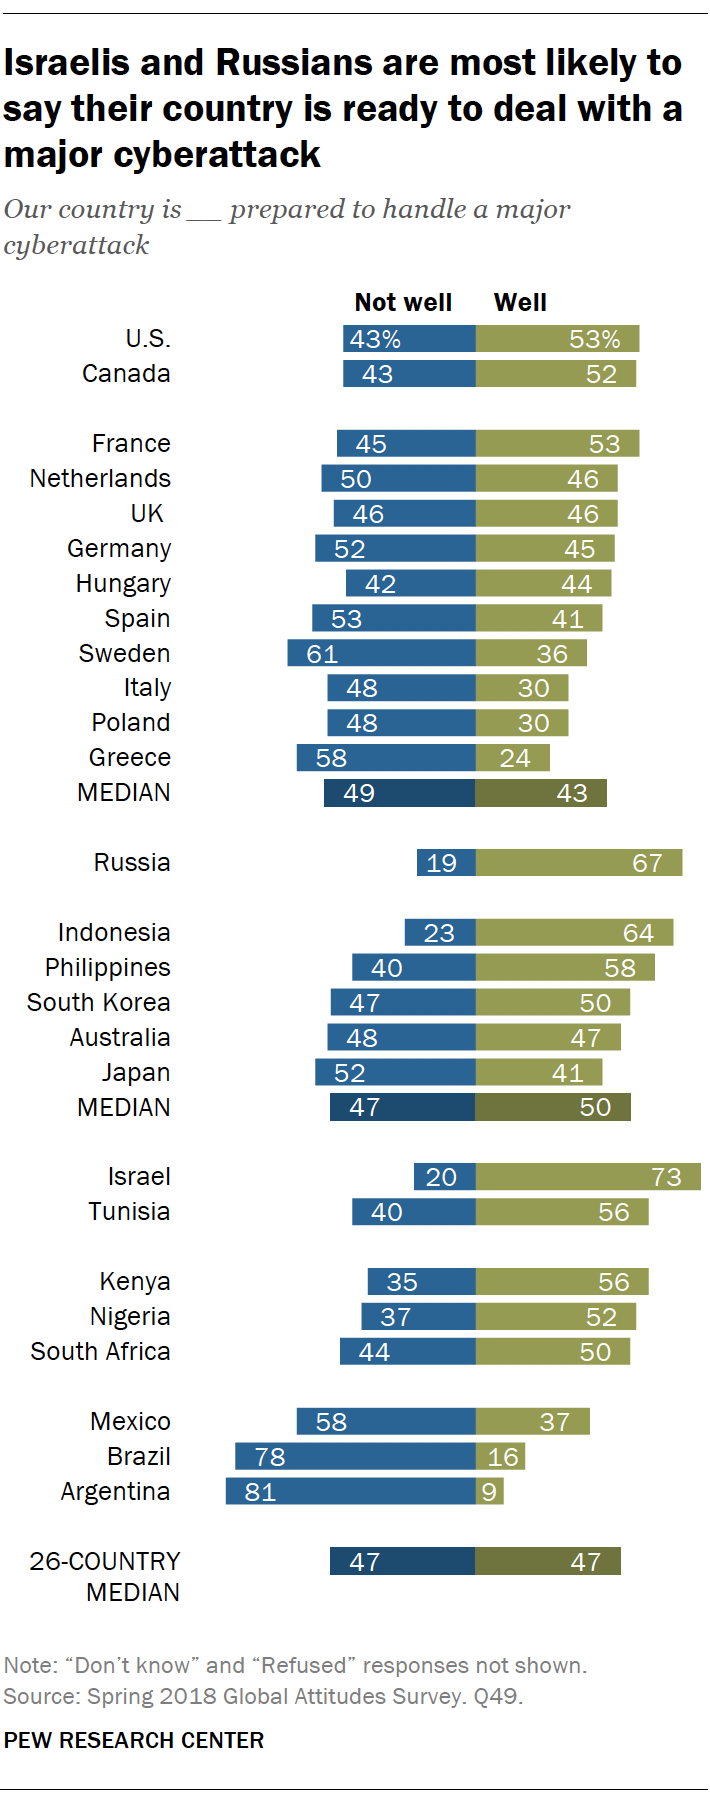 Israelis and Russians are most likely to
say their country is ready to deal with a
major cyberattack
Our country is __ prepared to handle a major
cyberattack
Not well Well
U.S. 43% 53%
Canada 43 52
France 45 53
Netherlands 50 46
UK 46 46
Germany 52 45
Hungary 42 44
Spain 53 41
Sweden 61 36
Italy 48 30
Poland 48 30
Greece 58 24
MEDIAN 49 43
Russia 19 67
Indonesia 23 64
Philippines 40 58
South Korea 47 50
Australia 48 47
Japan 52 41
MEDIAN 47 50
Israel 20 73
Tunisia 40 56
Kenya 35 56
Nigeria 37 52
South Africa 44 50
Mexico 58 37
Brazil 78 16
Argentina 81 9
26-COUNTRY 47 47
MEDIAN
Note: “Don’t know” and “Refused” responses not shown.
Source: Spring 2018 Global Attitudes Survey. Q49.
PEW RESEARCH CENTER